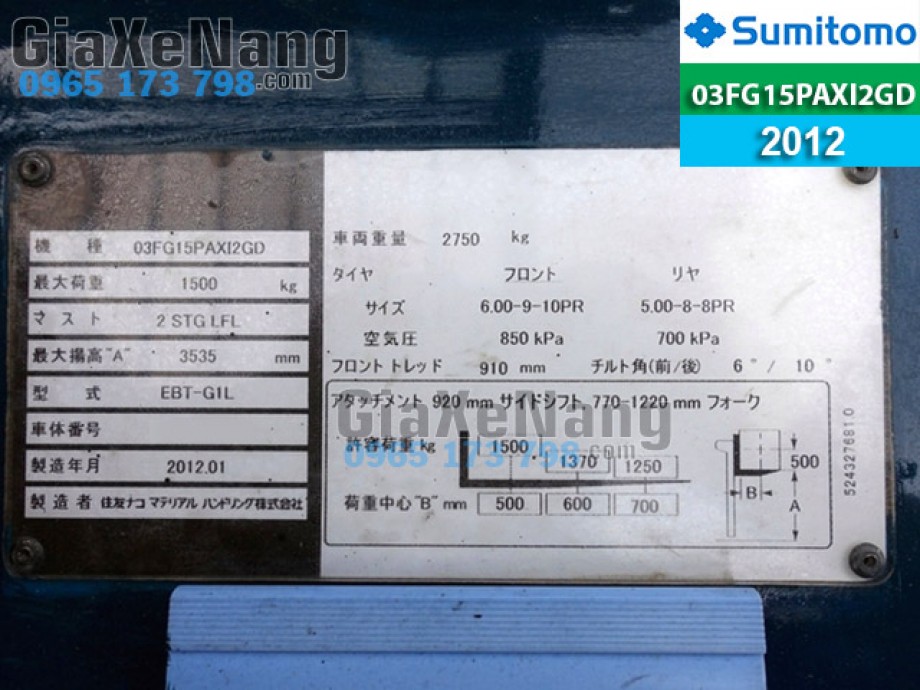 GiaXeNang
0965 173 798.com
Sumitomo
03FG15PAXI2GD
2012
機 種 03FG15PAXI2GD
最大荷重 1500 kg
マスト 2 STG LFL
最大揚高"A" 3535 mm
型 式 EBT-G1L
車体番号
製造年月 2012.01
製造者 住友ナコ マテリアル ハンドリング株式会社
車両重量 2750 kg
タイヤ フロント リヤ
サイズ 6.00-9-10PR 5.00-8-8PR
空気圧 850 kPa 700 kPa
フロント トレッド 910 mm チルト角(前/後) 6°/ 10°
アタッチメント 920 mm サイドシフト, 770-1220 mm フォーク
GiaXeNang
0965 173 798.com
許容荷重 kg 1500 1370 1250
荷重中心"B" mm 500 600 700
B 500
A
5243276810